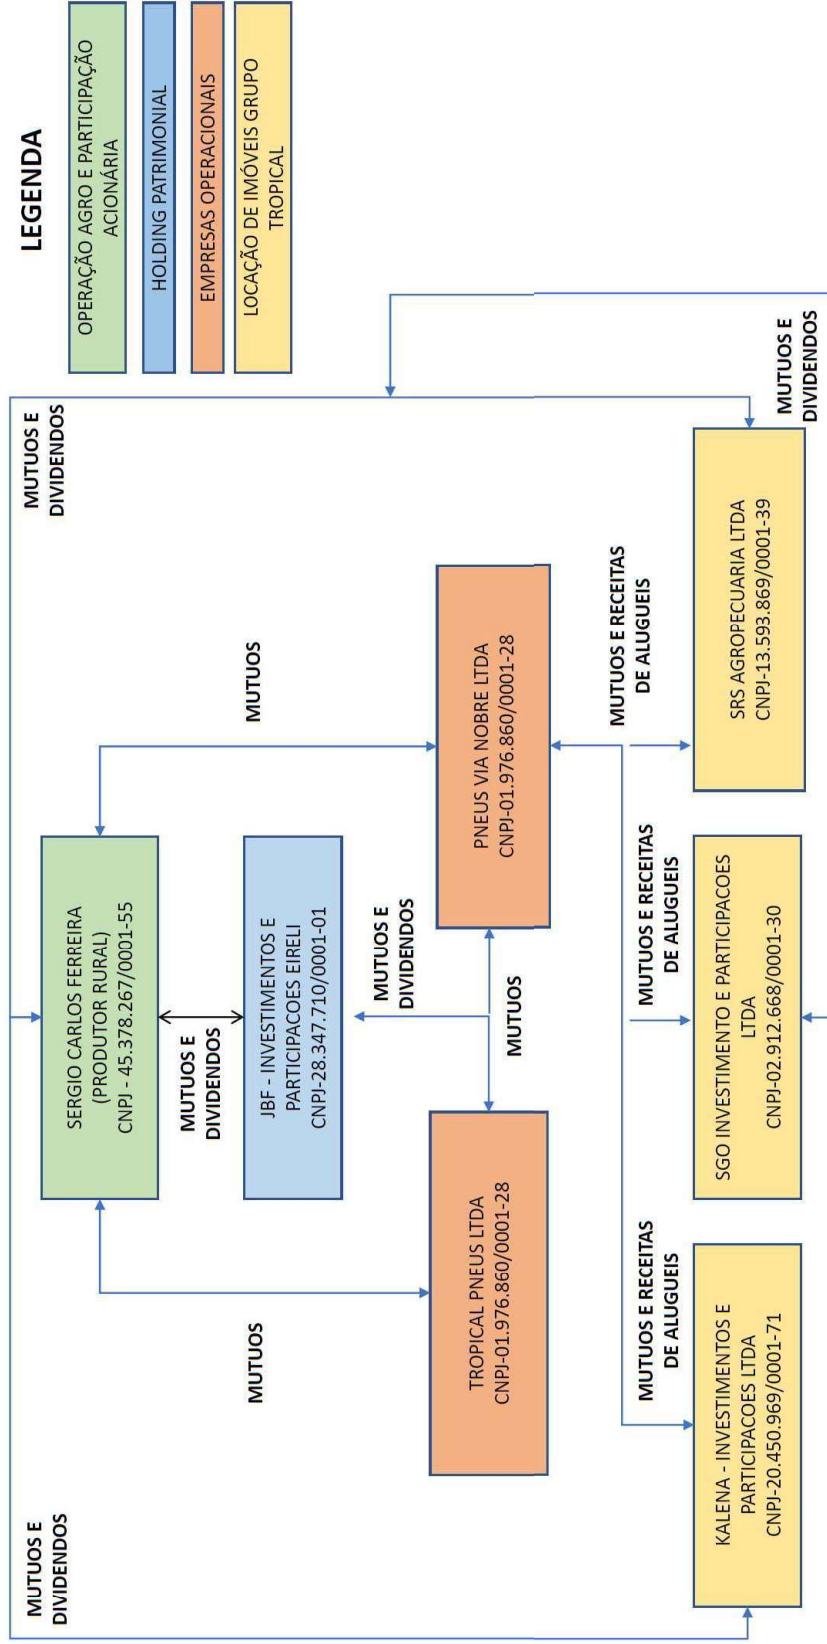 LEGENDA
OPERAÇÃO AGRO E PARTICIPAÇÃO
ACIONÁRIA
HOLDING PATRIMONIAL
EMPRESAS OPERACIONAIS
LOCAÇÃO DE IMÓVEIS GRUPO
TROPICAL
MUTUOS E
DIVIDENDOS
MUTUOS E
DIVIDENDOS
SERGIO CARLOS FERREIRA
(PRODUTOR RURAL)
CNPJ - 45.378.267/0001-55
MUTUOS E
DIVIDENDOS
MUTUOS
MUTUOS
JBF - INVESTIMENTOS E
PARTICIPACOES EIRELI
CNPJ-28.347.710/0001-01
MUTUOS E
DIVIDENDOS
TROPICAL PNEUS LTDA
CNPJ-01.976.860/0001-28
MUTUOS
PNEUS VIA NOBRE LTDA
CNPJ-01.976.860/0001-28
MUTUOS E RECEITAS
DE ALUGUEIS
MUTUOS E RECEITAS
DE ALUGUEIS
MUTUOS E RECEITAS
DE ALUGUEIS
KALENA - INVESTIMENTOS E
PARTICIPACOES LTDA
CNPJ-20.450.969/0001-71
SGO INVESTIMENTO E PARTICIPACOES
LTDA
CNPJ-02.912.668/0001-30
SRS AGROPECUARIA LTDA
CNPJ-13.593.869/0001-39
MUTUOS E
DIVIDENDOS